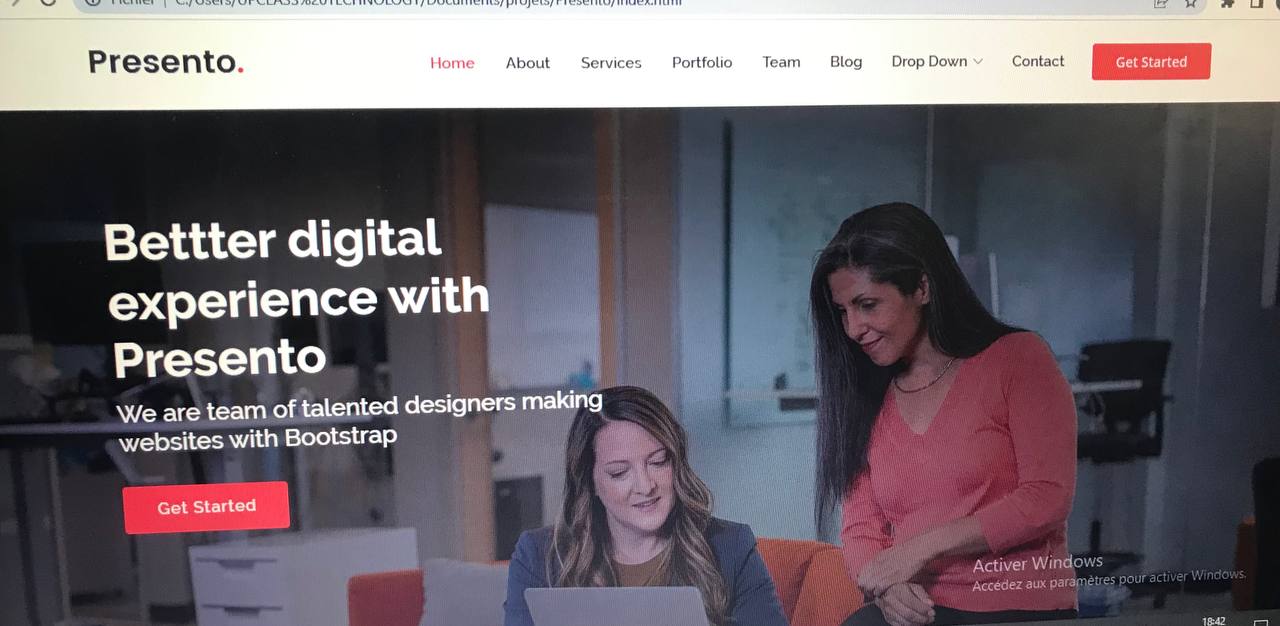 Fichier | C:/Users/UPCLASS%20TECHNOLOGY/Documents/projets/Presento/index.html
Presento.
Home About Services Portfolio Team Blog Drop Down Contact Get Started
Bettter digital
experience with
Presento
We are team of talented designers making
websites with Bootstrap
Get Started
Activer Windows
Accédez aux paramètres pour activer Windows.
18:42